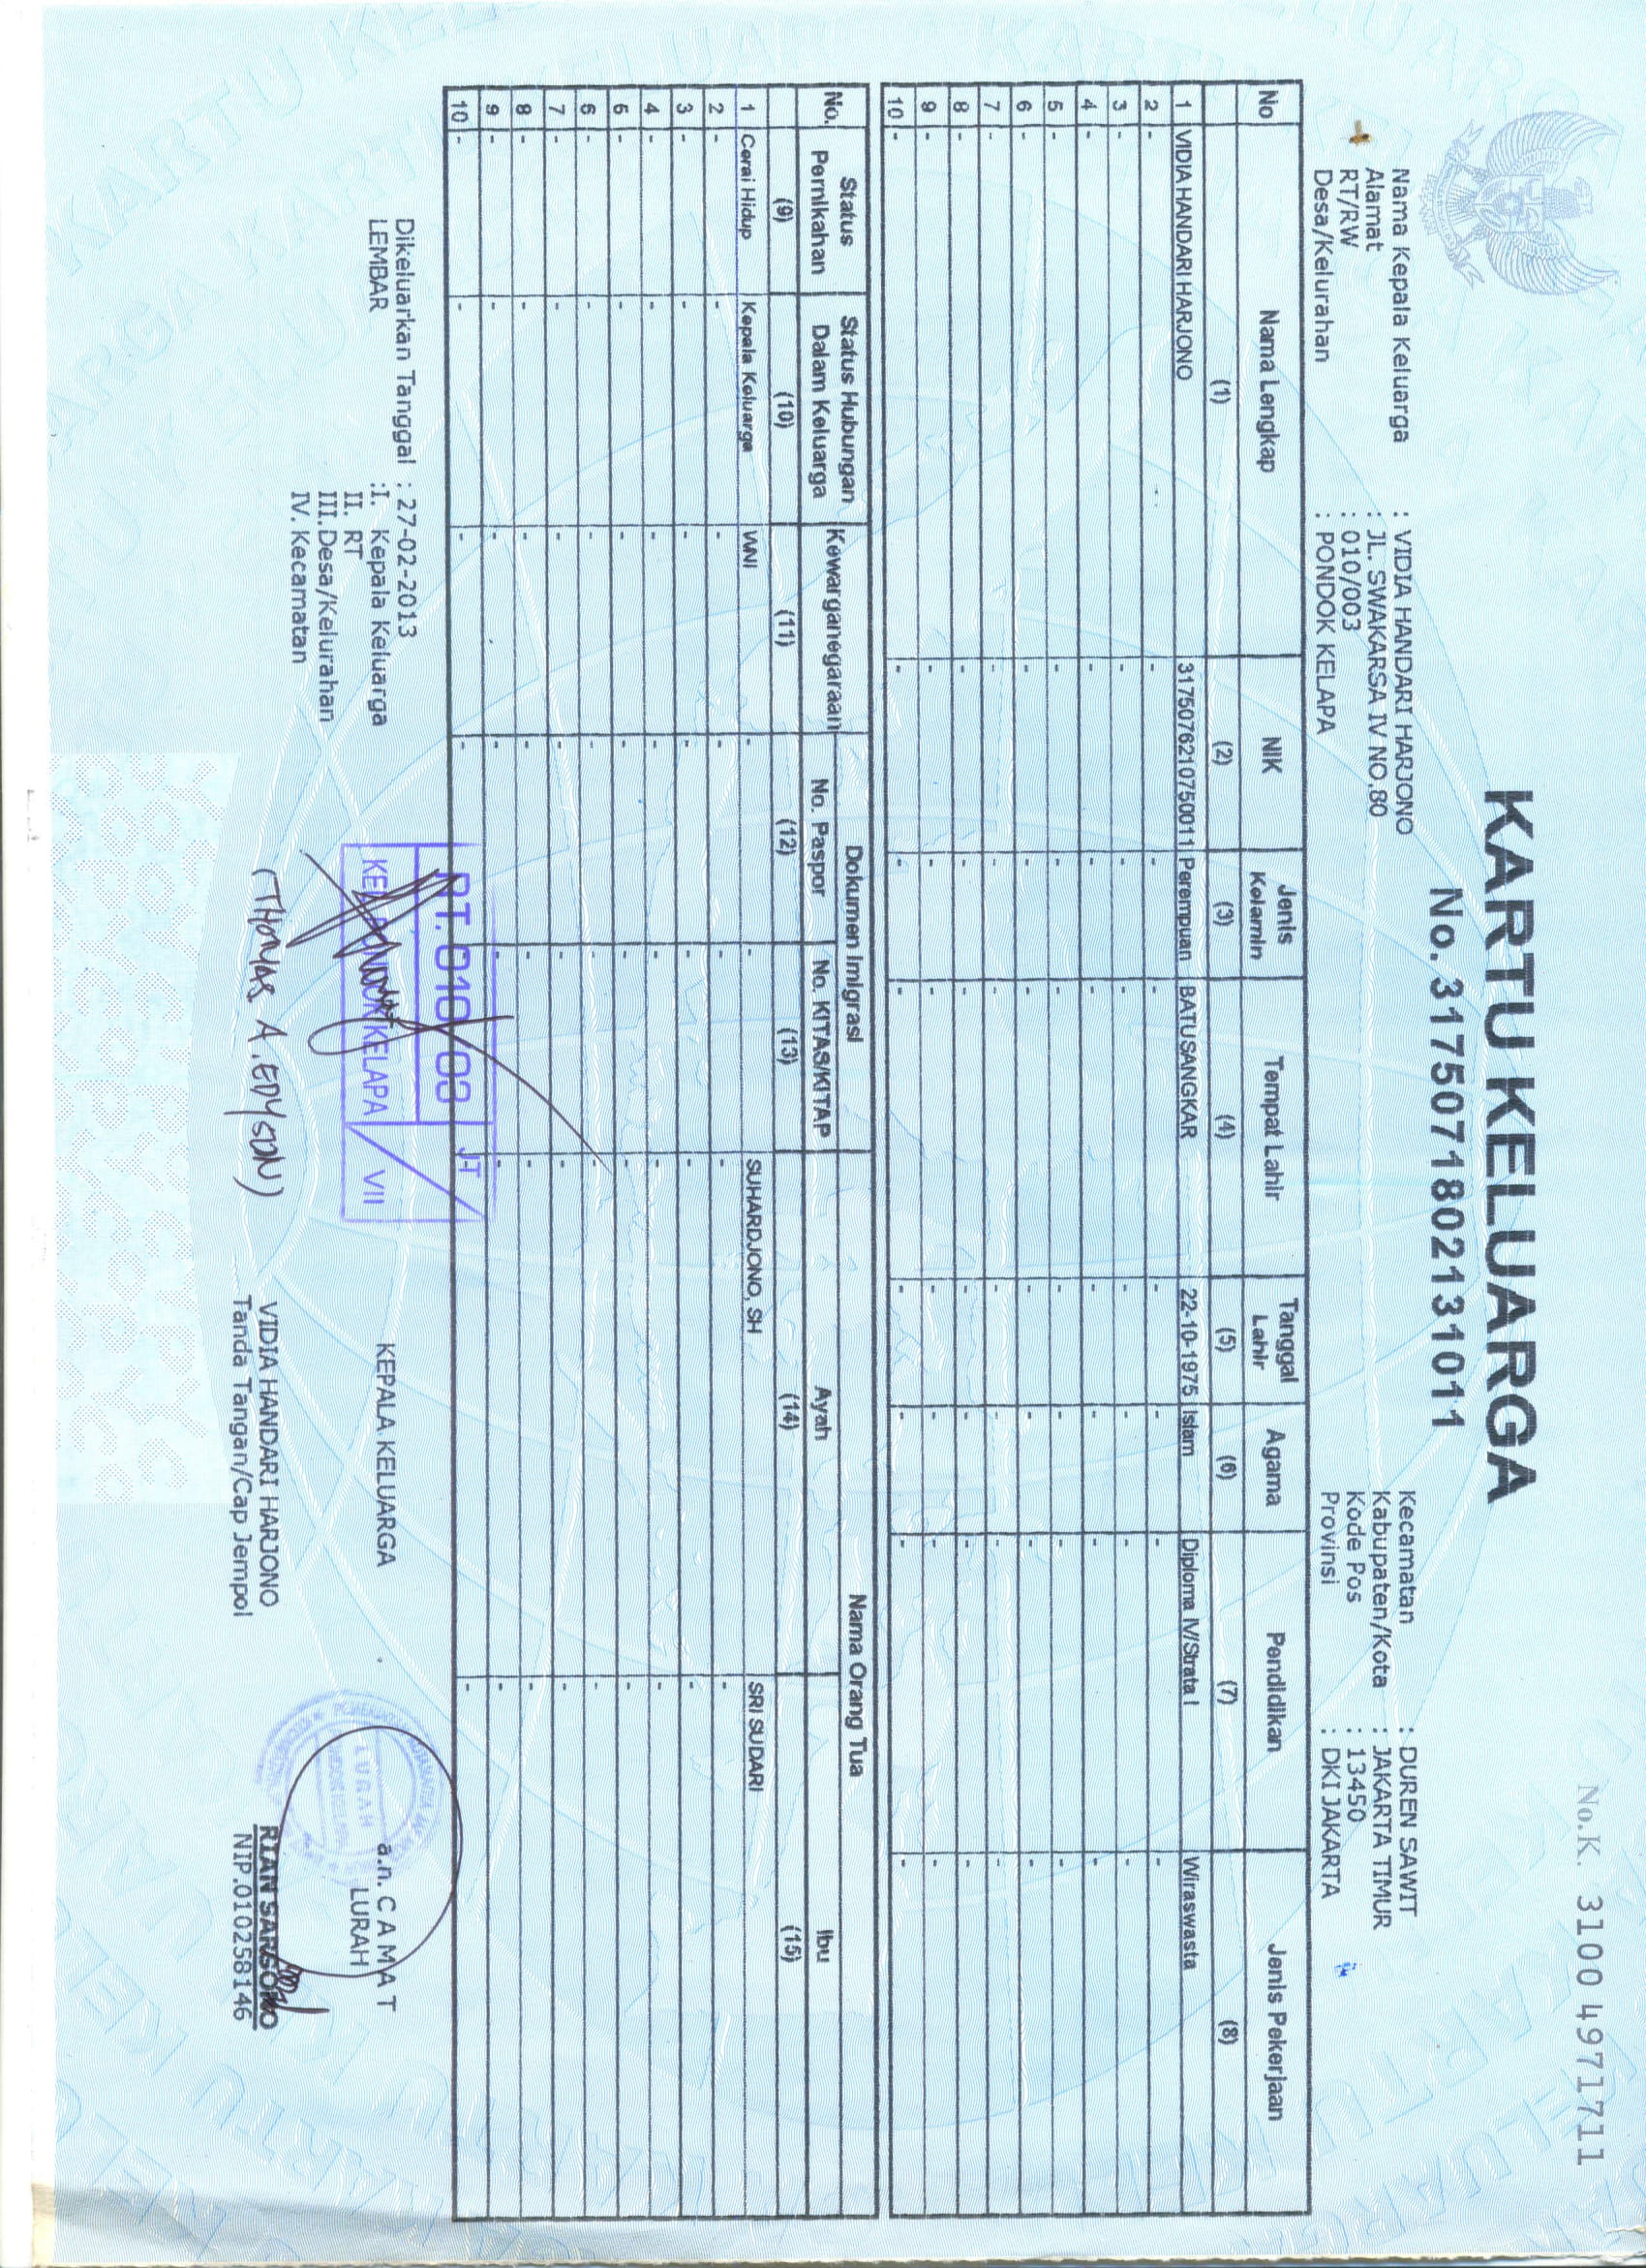 No.K. 3100 4971711
KARTU KELUARGA
No. 3175071802131011
Nama Kepala Keluarga : VIDIA HANDARI HARJONO
Alamat : JL. SWAKARSA IV NO.80
RT/RW : 010/003
Desa/Kelurahan : PONDOK KELAPA
Kecamatan : DUREN SAWIT
Kabupaten/Kota : JAKARTA TIMUR
Kode Pos : 13450
Provinsi : DKI JAKARTA
No Nama Lengkap NIK Jenis Kelamin Tempat Lahir Tanggal Lahir Agama Pendidikan Jenis Pekerjaan
(1) (2) (3) (4) (5) (6) (7) (8)
1 VIDIA HANDARI HARJONO 3175076210750011 Perempuan BATUSANGKAR 22-10-1975 Islam Diploma IV/Strata I Wiraswasta
2 - - - - - - - -
3 - - - - - - - -
4 - - - - - - - -
5 - - - - - - - -
6 - - - - - - - -
7 - - - - - - - -
8 - - - - - - - -
9 - - - - - - - -
10 - - - - - - - -
No. Status Pernikahan Status Hubungan Dalam Keluarga Kewarganegaraan Dokumen Imigrasi Nama Orang Tua
No. Paspor No. KITAS/KITAP Ayah Ibu
(9) (10) (11) (12) (13) (14) (15)
1 Cerai Hidup Kepala Keluarga WNI - - SUHARDJONO, SH SRI SUDARI
2 - - - - - - -
3 - - - - - - -
4 - - - - - - -
5 - - - - - - -
6 - - - - - - -
7 - - - - - - -
8 - - - - - - -
9 - - - - - - -
10 - - - - - - -
Dikeluarkan Tanggal : 27-02-2013
LEMBAR :I. Kepala Keluarga
II. RT
III. Desa/Kelurahan
IV. Kecamatan
RT. 010/03 J-T
KEL. PONDOK KELAPA VII
(THOMAS A. EDYSON)
KEPALA KELUARGA
VIDIA HANDARI HARJONO
Tanda Tangan/Cap Jempol
a.n. C A M A T
LURAH
LURAH
PONDOK KELAPA
RIAN SARSONO
NIP.010258146